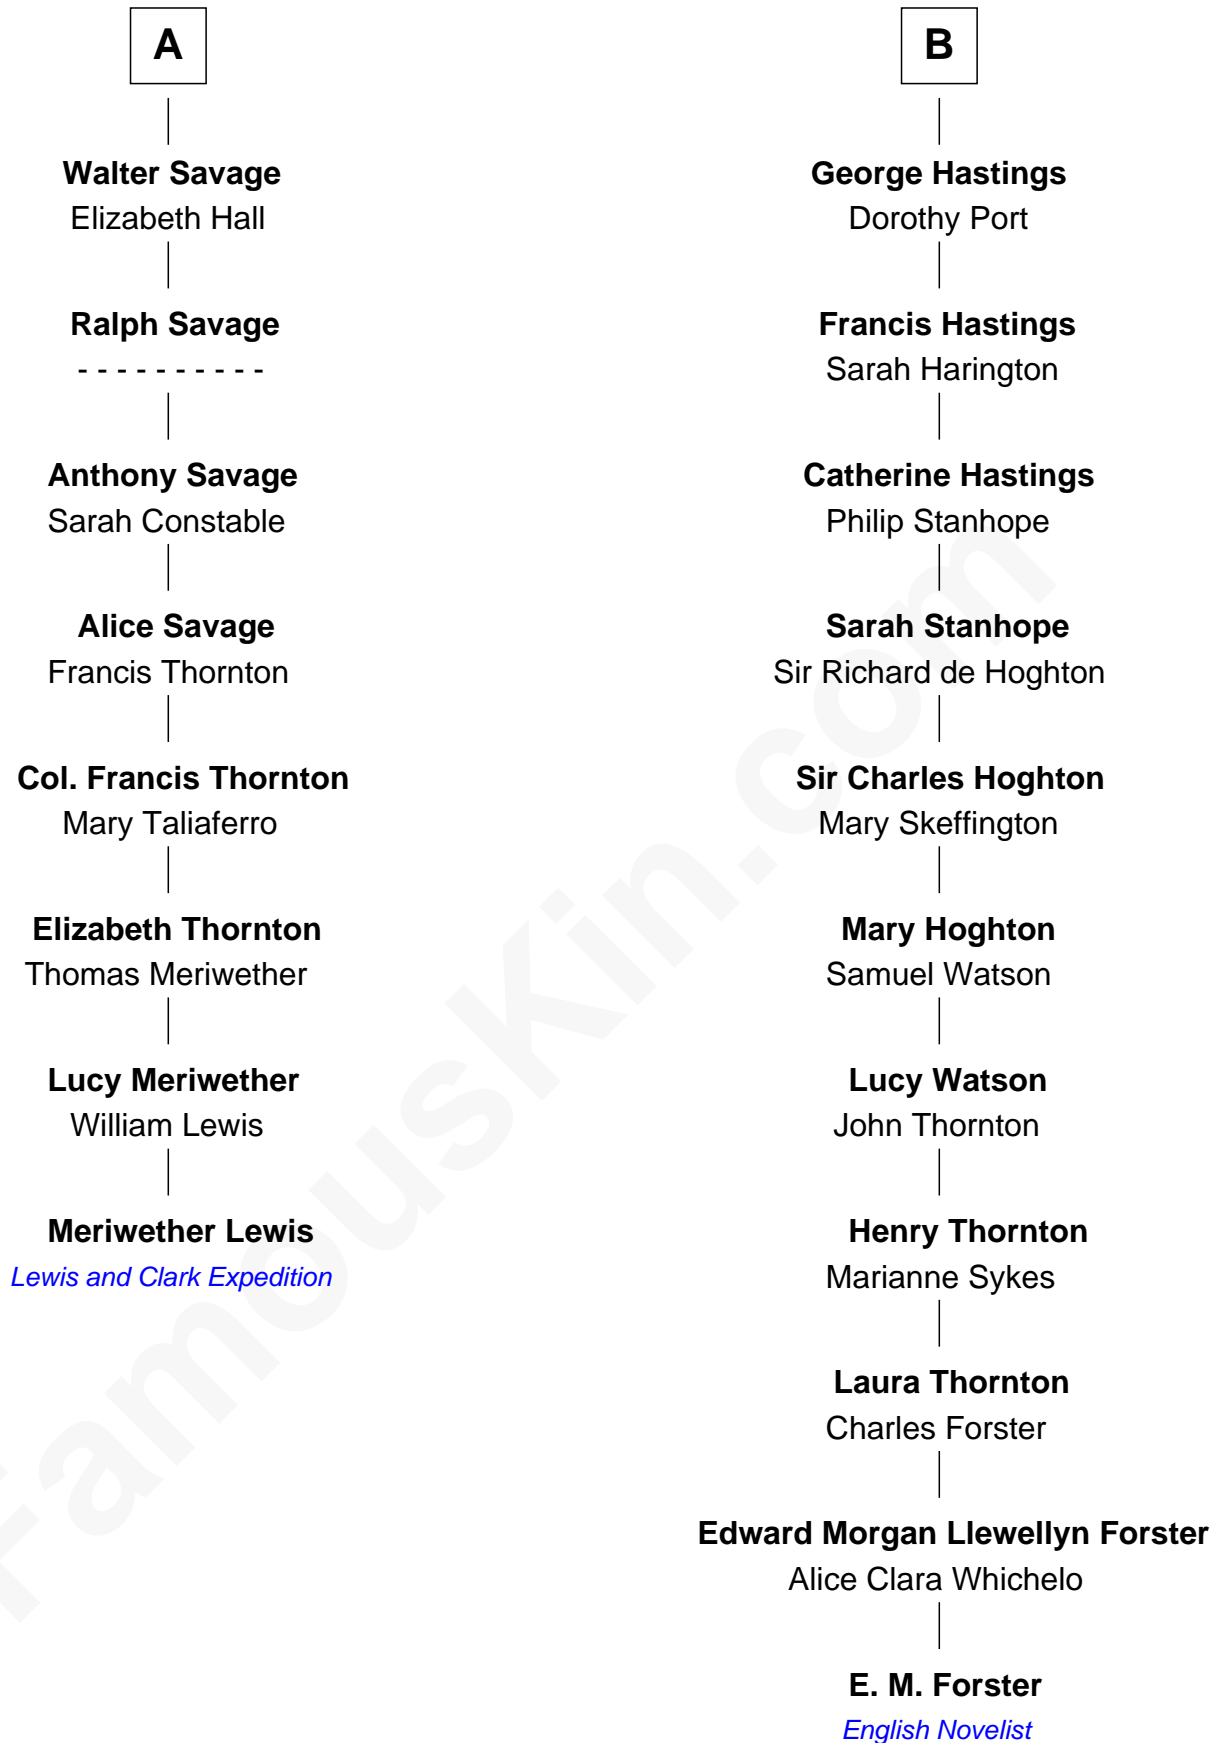 A
Walter Savage
Elizabeth Hall
Ralph Savage
- - - - - - - - - -
Anthony Savage
Sarah Constable
Alice Savage
Francis Thornton
Col. Francis Thornton
Mary Taliaferro
Elizabeth Thornton
Thomas Meriwether
Lucy Meriwether
William Lewis
Meriwether Lewis
Lewis and Clark Expedition
B
George Hastings
Dorothy Port
Francis Hastings
Sarah Harington
Catherine Hastings
Philip Stanhope
Sarah Stanhope
Sir Richard de Hoghton
Sir Charles Hoghton
Mary Skeffington
Mary Hoghton
Samuel Watson
Lucy Watson
John Thornton
Henry Thornton
Marianne Sykes
Laura Thornton
Charles Forster
Edward Morgan Llewellyn Forster
Alice Clara Whichelo
E. M. Forster
English Novelist
FamousKin.com